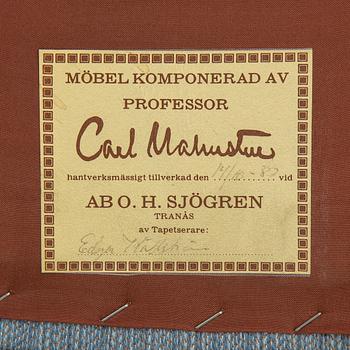 MÖBEL KOMPONERAD AV
PROFESSOR
Carl Malmsten
hantverksmässigt tillverkad den ........ vid
AB O. H. SJÖGREN
TRANÅS
av Tapetserare: